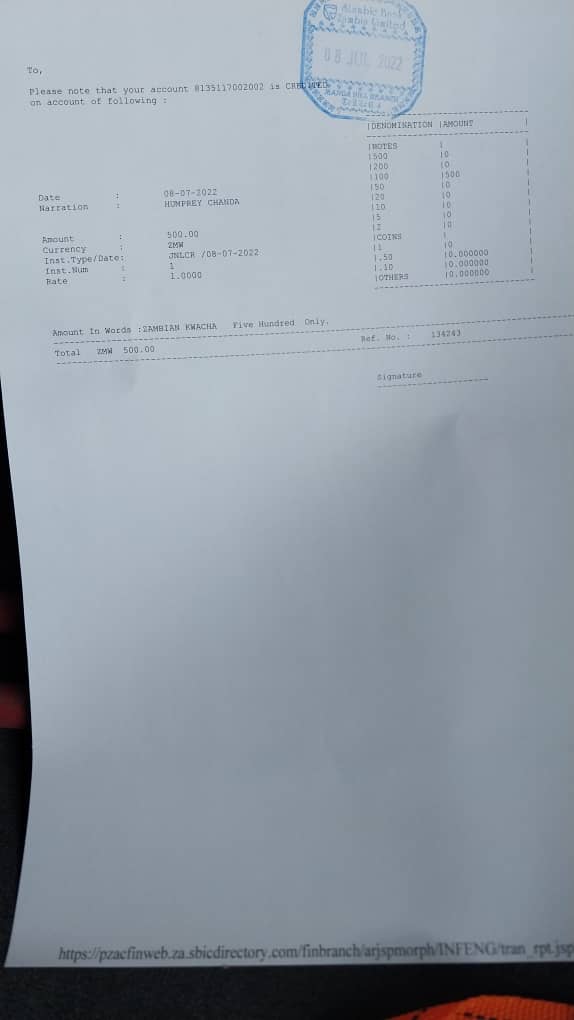 Stanbic Bank
Zambia Limited
08 JUL 2022
MANDA HILL BRANCH
To,
Please note that your account 8135117002002 is CREDITED
on account of following :
|DENOMINATION |AMOUNT |
|NOTES | |
|500 |0 |
|200 |0 |
|100 |500 |
|50 |0 |
|20 |0 |
|10 |0 |
|5 |0 |
|2 |0 |
|COINS | |
|1 |0 |
|.50 |0.000000 |
|.10 |0.000000 |
|OTHERS |0.000000 |
Date : 08-07-2022
Narration : HUMPREY CHANDA
Amount : 500.00
Currency : ZMW
Inst.Type/Date: JNLCR /08-07-2022
Inst.Num : 1
Rate : 1.0000
Amount In Words :ZAMBIAN KWACHA Five Hundred Only.
Total ZMW 500.00 Ref. No. : 134243
Signature
https://pzacfinweb.za.sbicdirectory.com/finbranch/arjspmorph/INFENG/tran_rpt.jsp